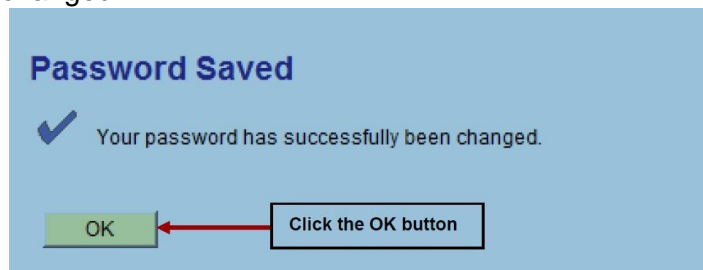 Password Saved
Your password has successfully been changed.
OK
Click the OK button